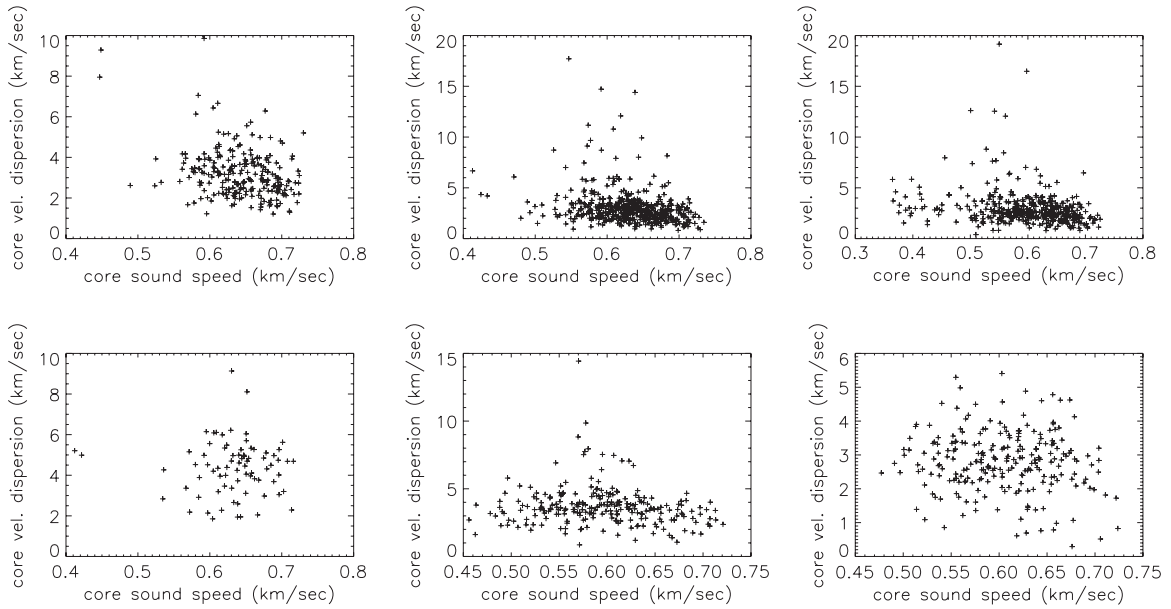 core vel. dispersion (km/sec)
10
8
6
4
2
0
0.4 0.5 0.6 0.7 0.8
core sound speed (km/sec)
core vel. dispersion (km/sec)
20
15
10
5
0
0.4 0.5 0.6 0.7 0.8
core sound speed (km/sec)
core vel. dispersion (km/sec)
20
15
10
5
0
0.3 0.4 0.5 0.6 0.7 0.8
core sound speed (km/sec)
core vel. dispersion (km/sec)
10
8
6
4
2
0
0.4 0.5 0.6 0.7 0.8
core sound speed (km/sec)
core vel. dispersion (km/sec)
15
10
5
0
0.45 0.50 0.55 0.60 0.65 0.70 0.75
core sound speed (km/sec)
core vel. dispersion (km/sec)
6
5
4
3
2
1
0
0.45 0.50 0.55 0.60 0.65 0.70 0.75
core sound speed (km/sec)